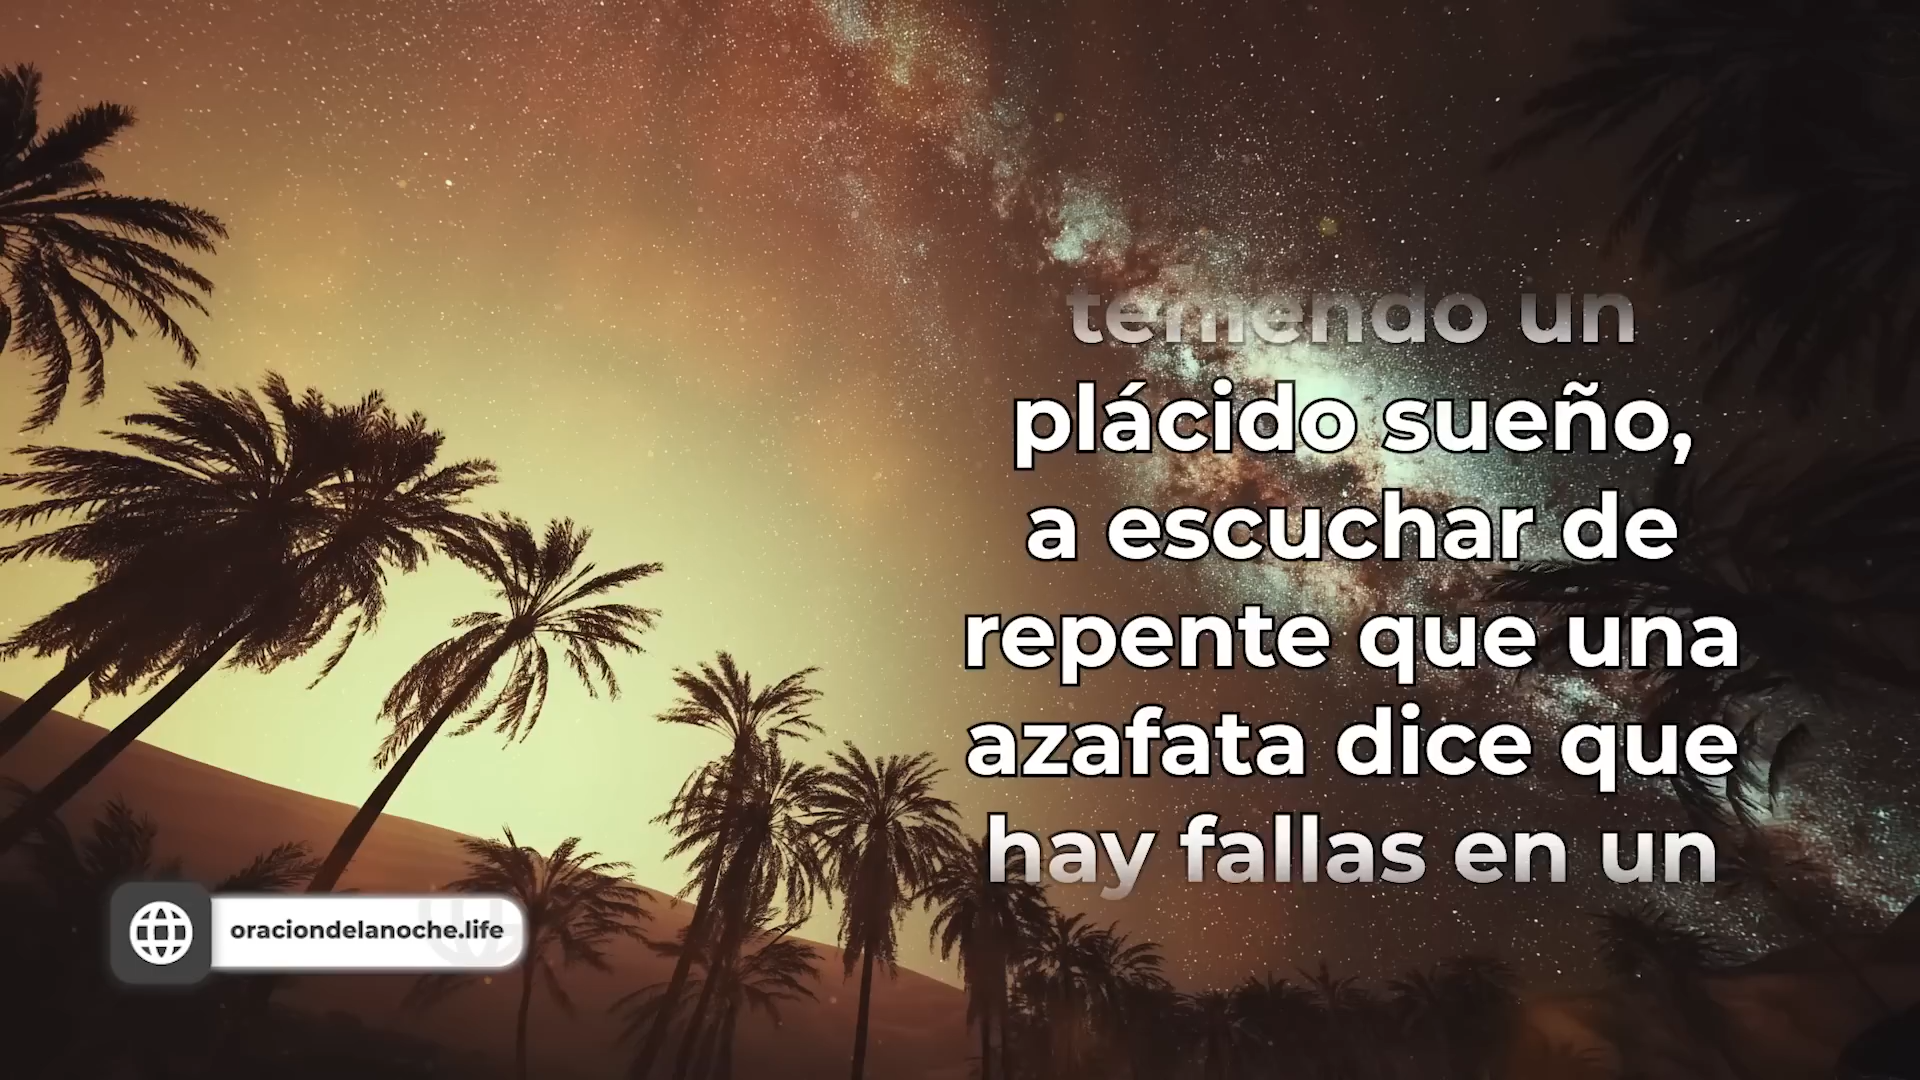 teniendo un
plácido sueño,
a escuchar de
repente que una
azafata dice que
hay fallas en un
oraciondelanoche.life